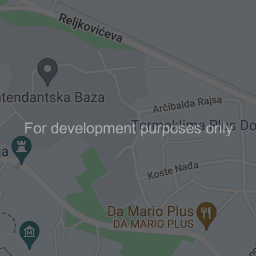 Reljkovićeva
ntendantska Baza
Arčibalda Rajsa
Termoklima Plus Do
For development purposes only
ja
Koste Nađa
Da Mario Plus
DA MARIO PLUS